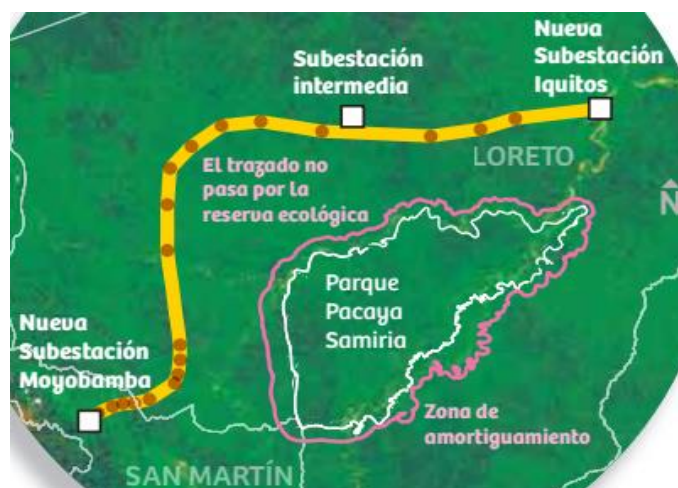 Nueva
Subestación
Iquitos
Subestación
intermedia
LORETO
El trazado no
pasa por la
reserva ecológica
N
Parque
Pacaya
Samiria
Nueva
Subestación
Moyobamba
Zona de
amortiguamiento
SAN MARTÍN